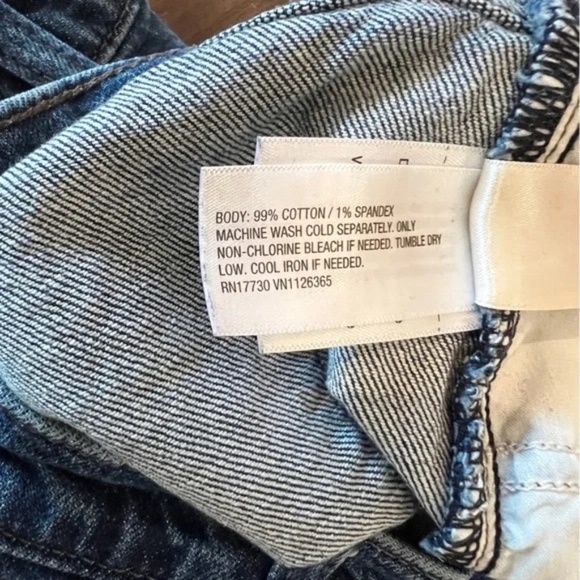 BODY: 99% COTTON / 1% SPANDEX
MACHINE WASH COLD SEPARATELY. ONLY
NON-CHLORINE BLEACH IF NEEDED. TUMBLE DRY
LOW. COOL IRON IF NEEDED.
RN17730 VN1126365